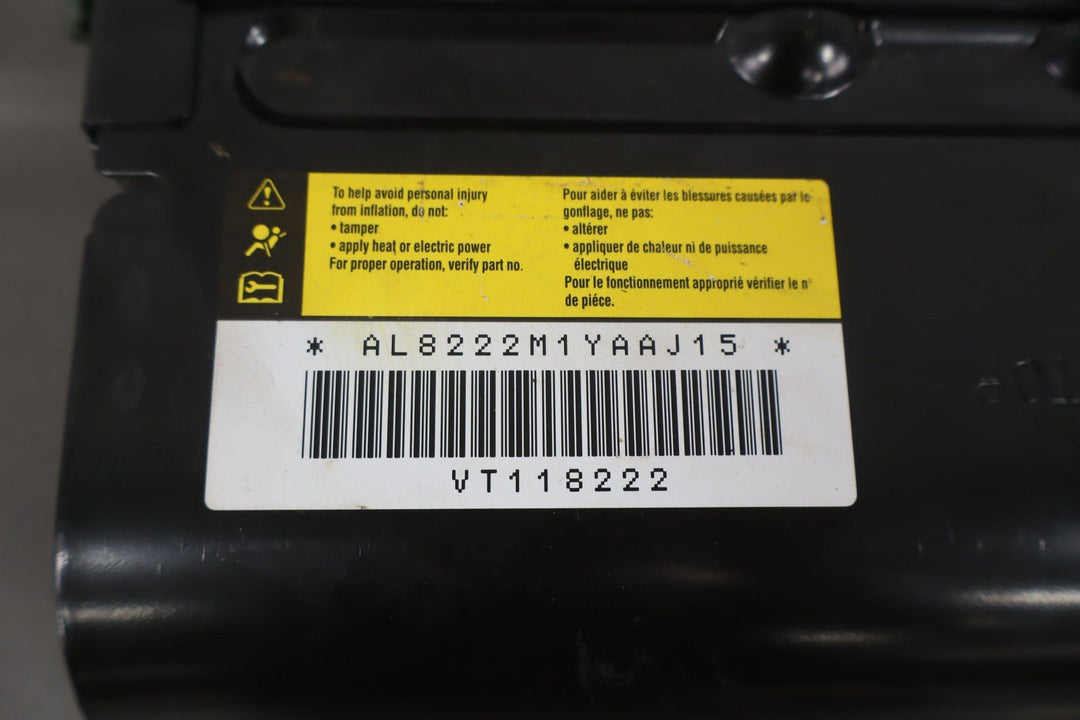 To help avoid personal injury
from inflation, do not:
• tamper
• apply heat or electric power
For proper operation, verify part no.
Pour aider à éviter les blessures causées par le
gonflage, ne pas:
• altérer
• appliquer de chaleur ni de puissance
électrique
Pour le fonctionnement approprié vérifier le n°
de piéce.
* AL8222M1YAAJ15 *
VT118222